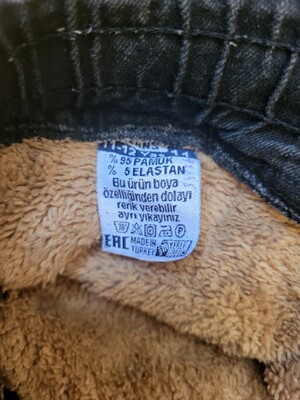 % 95 PAMUK
% 5 ELASTAN
Bu ürün boya
özelliğinden dolayı
renk verebilir
ayrı yıkayınız
EAC MADE IN
TURKEY